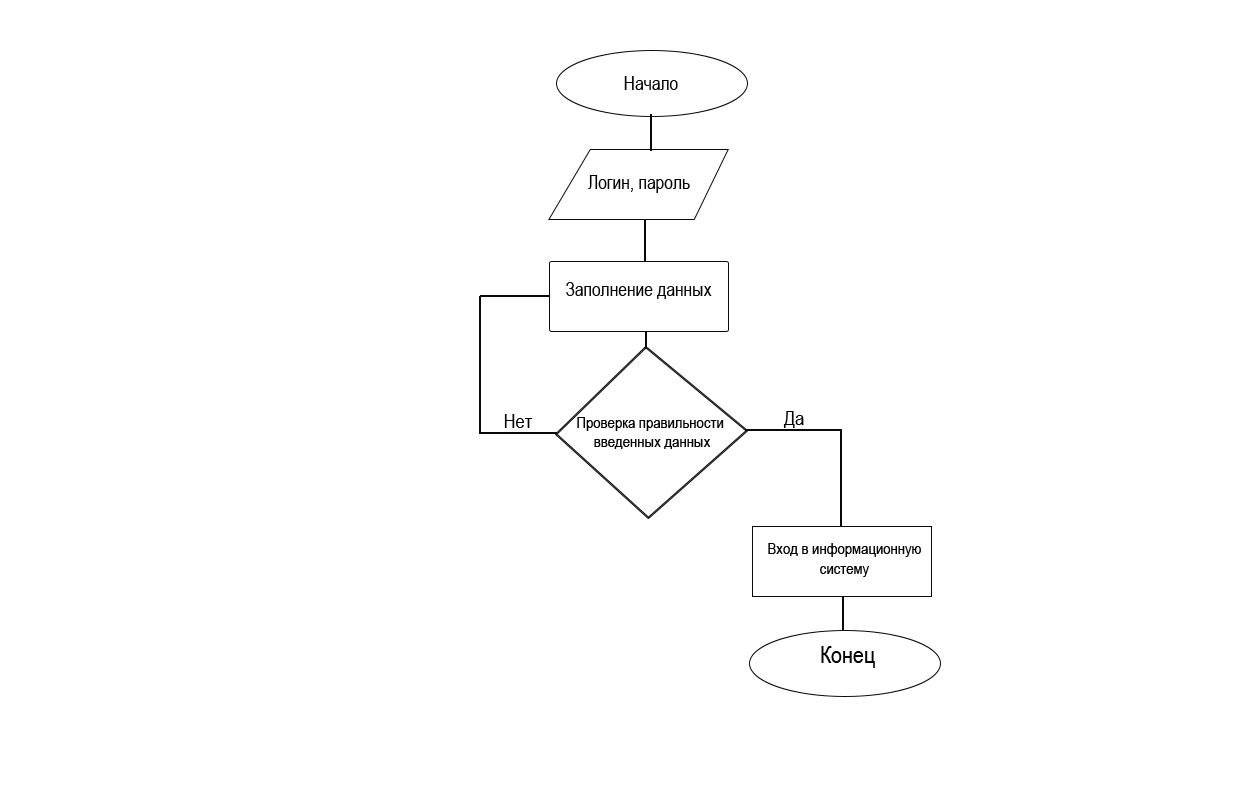 Начало
Логин, пароль
Заполнение данных
Нет
Проверка правильности
введенных данных
Да
Вход в информационную
систему
Конец